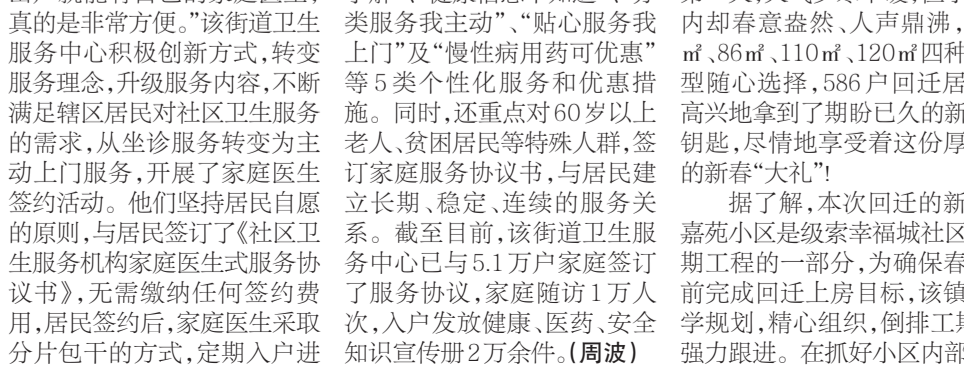 真的是非常方便。”该街道卫生
服务中心积极创新方式,转变
服务理念,升级服务内容,不断
满足辖区居民对社区卫生服务
的需求,从坐诊服务转变为主
动上门服务,开展了家庭医生
签约活动。他们坚持居民自愿
的原则,与居民签订了《社区卫
生服务机构家庭医生式服务协
议书》,无需缴纳任何签约费
用,居民签约后,家庭医生采取
分片包干的方式,定期入户进
类服务我主动”、“贴心服务我
上门”及“慢性病用药可优惠”
等5类个性化服务和优惠措
施。同时,还重点对60岁以上
老人、贫困居民等特殊人群,签
订家庭服务协议书,与居民建
立长期、稳定、连续的服务关
系。截至目前,该街道卫生服
务中心已与5.1万户家庭签订
了服务协议,家庭随访1万人
次,入户发放健康、医药、安全
知识宣传册2万余件。(周波)
内却春意盎然、人声鼎沸,
㎡、86㎡、110㎡、120㎡四种
型随心选择,586户回迁居
高兴地拿到了期盼已久的新
钥匙,尽情地享受着这份厚
的新春“大礼”!
据了解,本次回迁的新
嘉苑小区是级索幸福城社区
期工程的一部分,为确保春
前完成回迁上房目标,该镇
学规划,精心组织,倒排工期
强力跟进。在抓好小区内部